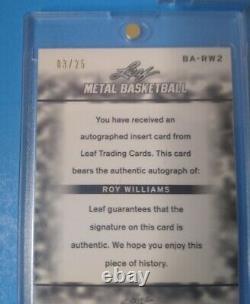 03/25
Leaf
BA-RW2
METAL BASKETBALL
You have received an
autographed insert card from
Leaf Trading Cards. This card
bears the authentic autograph of:
ROY WILLIAMS
Leaf guarantees that the
signature on this card is
authentic. We hope you enjoy this
piece of history.
thecardsale.com